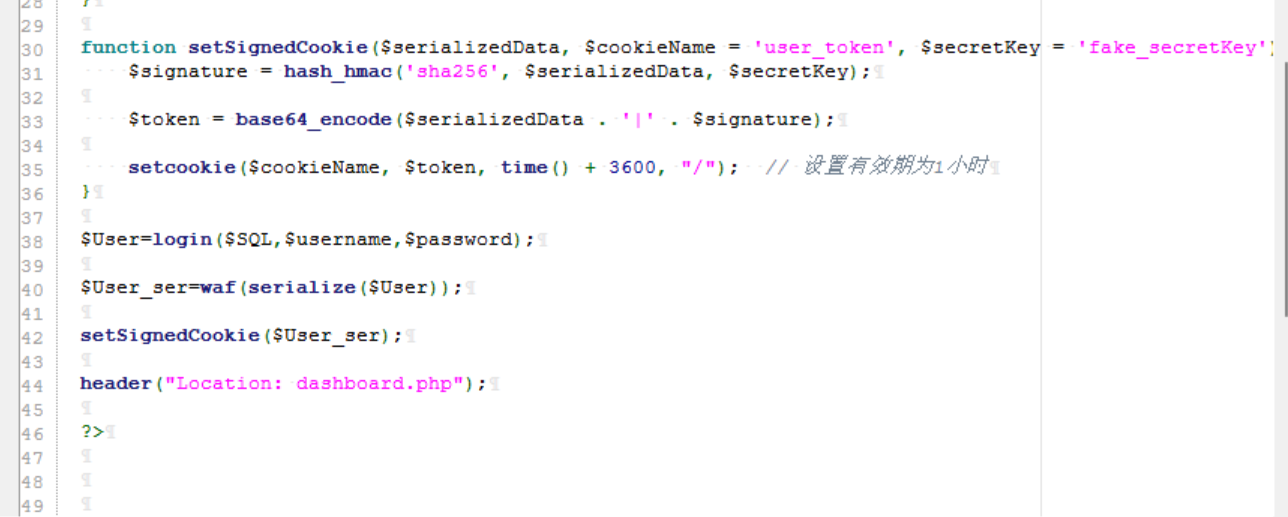 28 }
29
30 function setSignedCookie($serializedData, $cookieName = 'user_token', $secretKey = 'fake_secretKey')
31 $signature = hash_hmac('sha256', $serializedData, $secretKey);
32
33 $token = base64_encode($serializedData . '|' . $signature);
34
35 setcookie($cookieName, $token, time() + 3600, "/"); // 设置有效期为1小时
36 }
37
38 $User=login($SQL,$username,$password);
39
40 $User_ser=waf(serialize($User));
41
42 setSignedCookie($User_ser);
43
44 header("Location: dashboard.php");
45
46 ?>
47
48
49